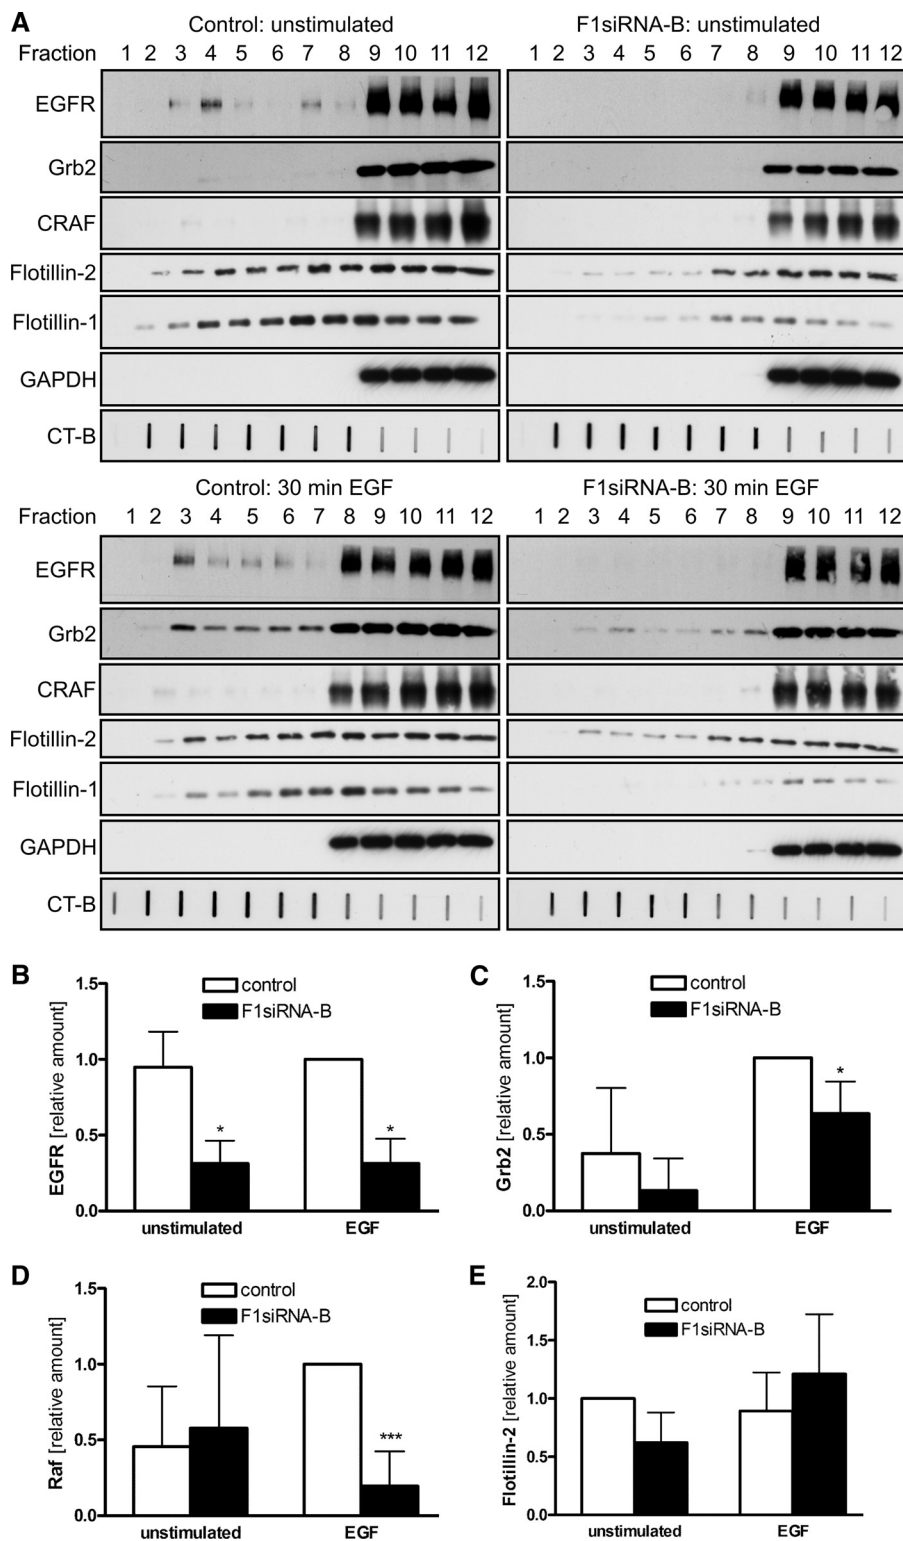 A
Control: unstimulated
F1siRNA-B: unstimulated
Fraction 1 2 3 4 5 6 7 8 9 10 11 12 1 2 3 4 5 6 7 8 9 10 11 12
EGFR
Grb2
CRAF
Flotillin-2
Flotillin-1
GAPDH
CT-B
Control: 30 min EGF
F1siRNA-B: 30 min EGF
Fraction 1 2 3 4 5 6 7 8 9 10 11 12 1 2 3 4 5 6 7 8 9 10 11 12
EGFR
Grb2
CRAF
Flotillin-2
Flotillin-1
GAPDH
CT-B
B
EGFR [relative amount]
1.5
1.0
0.5
0.0
control
F1siRNA-B
*
*
unstimulated
EGF
C
Grb2 [relative amount]
1.5
1.0
0.5
0.0
control
F1siRNA-B
*
unstimulated
EGF
D
Raf [relative amount]
1.5
1.0
0.5
0.0
control
F1siRNA-B
***
unstimulated
EGF
E
Flotillin-2 [relative amount]
2.0
1.5
1.0
0.5
0.0
control
F1siRNA-B
unstimulated
EGF